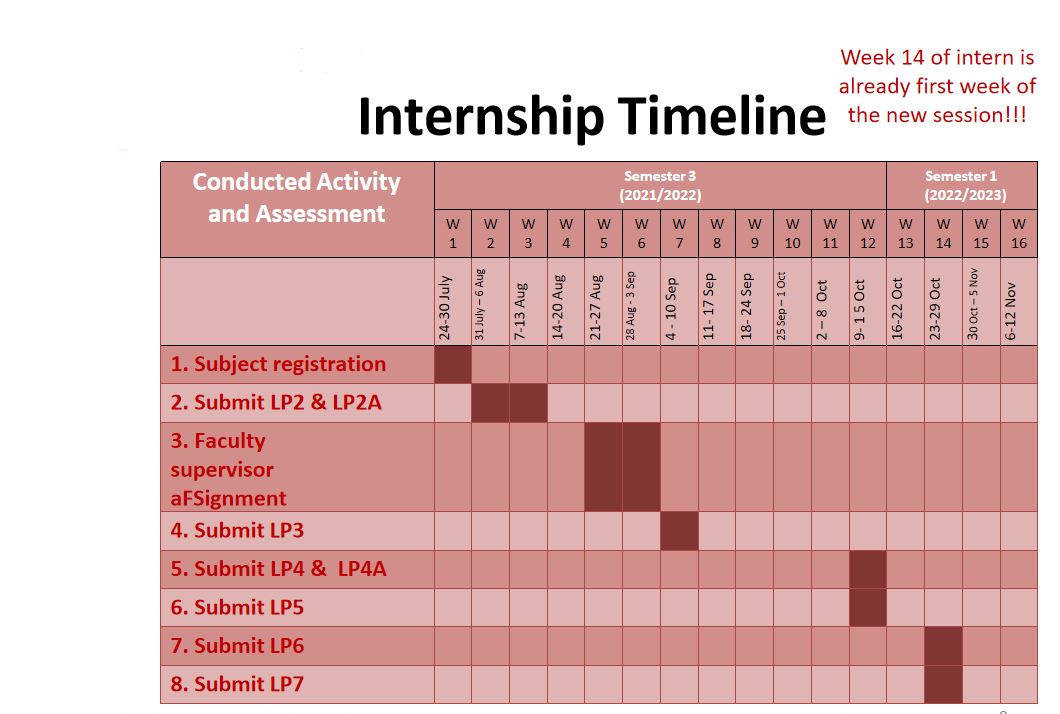 Week 14 of intern is
already first week of
the new session!!!
Internship Timeline
Conducted Activity
and Assessment
Semester 3
(2021/2022)
Semester 1
(2022/2023)
W W W W W W W W W W W W W W W W
1 2 3 4 5 6 7 8 9 10 11 12 13 14 15 16
24-30 July
31 July – 6 Aug
7-13 Aug
14-20 Aug
21-27 Aug
28 Aug - 3 Sep
4 - 10 Sep
11- 17 Sep
18- 24 Sep
25 Sep – 1 Oct
2 – 8 Oct
9- 1 5 Oct
16-22 Oct
23-29 Oct
30 Oct – 5 Nov
6-12 Nov
1. Subject registration
2. Submit LP2 & LP2A
3. Faculty
supervisor
aFSignment
4. Submit LP3
5. Submit LP4 & LP4A
6. Submit LP5
7. Submit LP6
8. Submit LP7